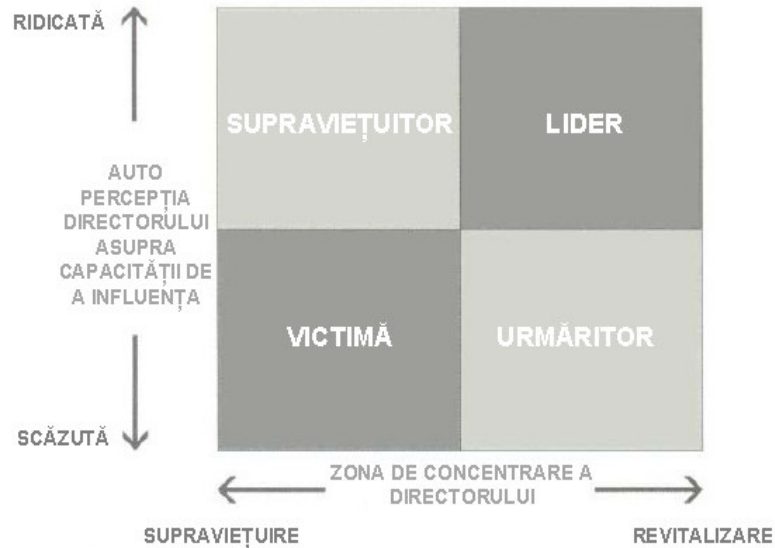 RIDICATĂ
SUPRAVIEȚUITOR
LIDER
AUTO
PERCEPȚIA
DIRECTORULUI
ASUPRA
CAPACITĂȚII DE
A INFLUENȚA
VICTIMĂ
URMĂRITOR
SCĂZUTĂ
ZONA DE CONCENTRARE A
DIRECTORULUI
SUPRAVIEȚUIRE
REVITALIZARE